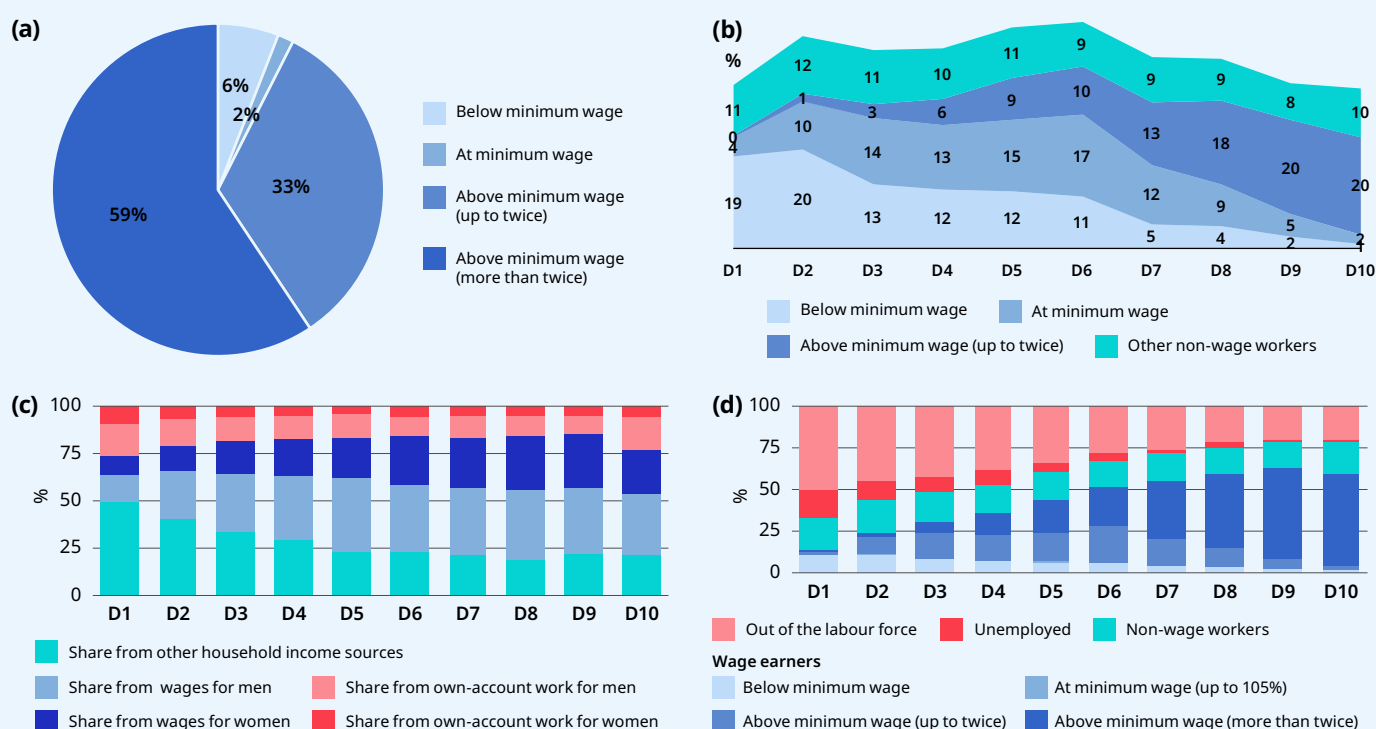 (a)
6%
2%
33%
59%
Below minimum wage
At minimum wage
Above minimum wage
(up to twice)
Above minimum wage
(more than twice)
(b)
%
11
12
11
10
11
9
9
9
8
10
0
1
3
6
9
10
13
18
20
20
4
10
14
13
15
17
12
9
5
2
19
20
13
12
12
11
5
4
2
1
D1 D2 D3 D4 D5 D6 D7 D8 D9 D10
Below minimum wage At minimum wage
Above minimum wage (up to twice) Other non-wage workers
(c)
100
75
50
25
0
%
D1 D2 D3 D4 D5 D6 D7 D8 D9 D10
Share from other household income sources
Share from wages for men Share from own-account work for men
Share from wages for women Share from own-account work for women
(d)
100
75
50
25
0
%
D1 D2 D3 D4 D5 D6 D7 D8 D9 D10
Out of the labour force Unemployed Non-wage workers
Wage earners
Below minimum wage At minimum wage (up to 105%)
Above minimum wage (up to twice) Above minimum wage (more than twice)